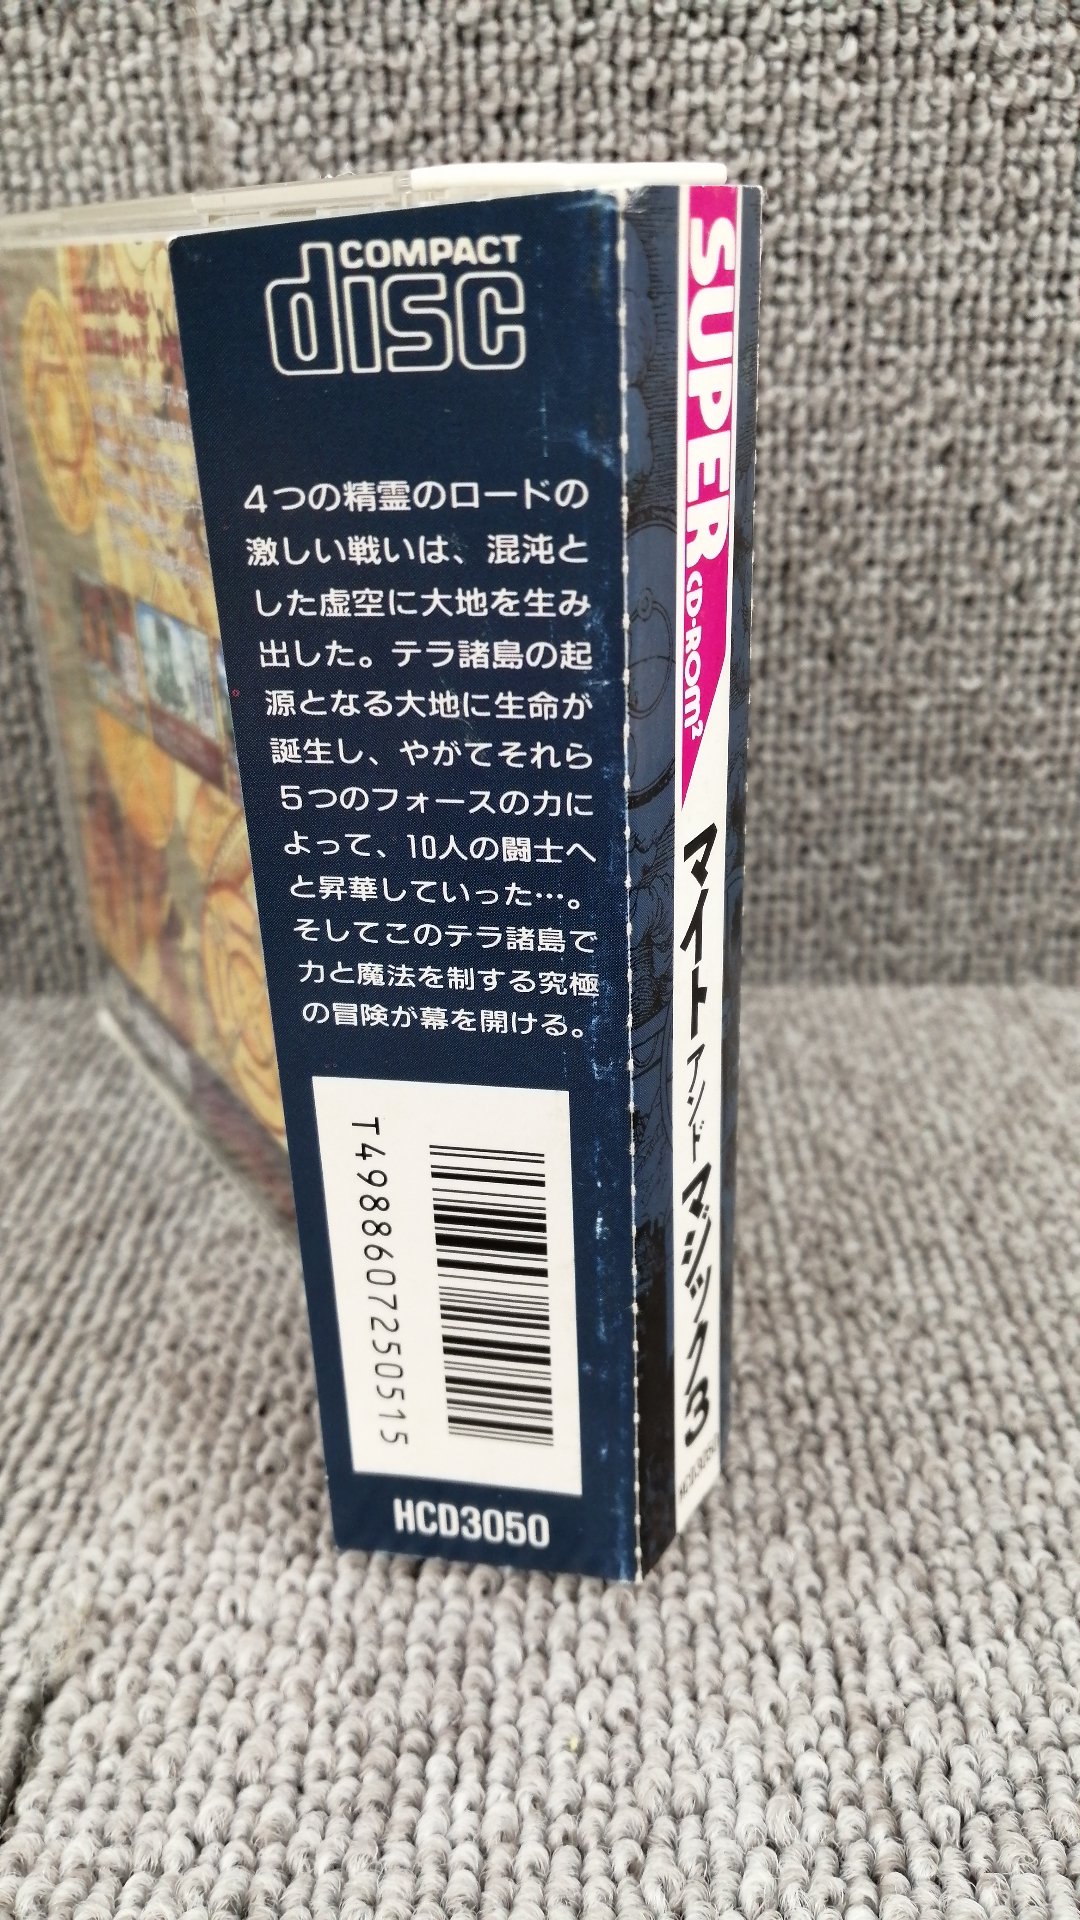 COMPACT
disc
4つの精霊のロードの
激しい戦いは、混沌と
した虚空に大地を生み
出した。テラ諸島の起
源となる大地に生命が
誕生し、やがてそれら
5つのフォースの力に
よって、10人の闘士へ
と昇華していった…。
そしてこのテラ諸島で
力と魔法を制する究極
の冒険が幕を開ける。
T4988607250515
HCD3050
SUPER CD-ROM²
マイト アンド マジック3
HCD3050